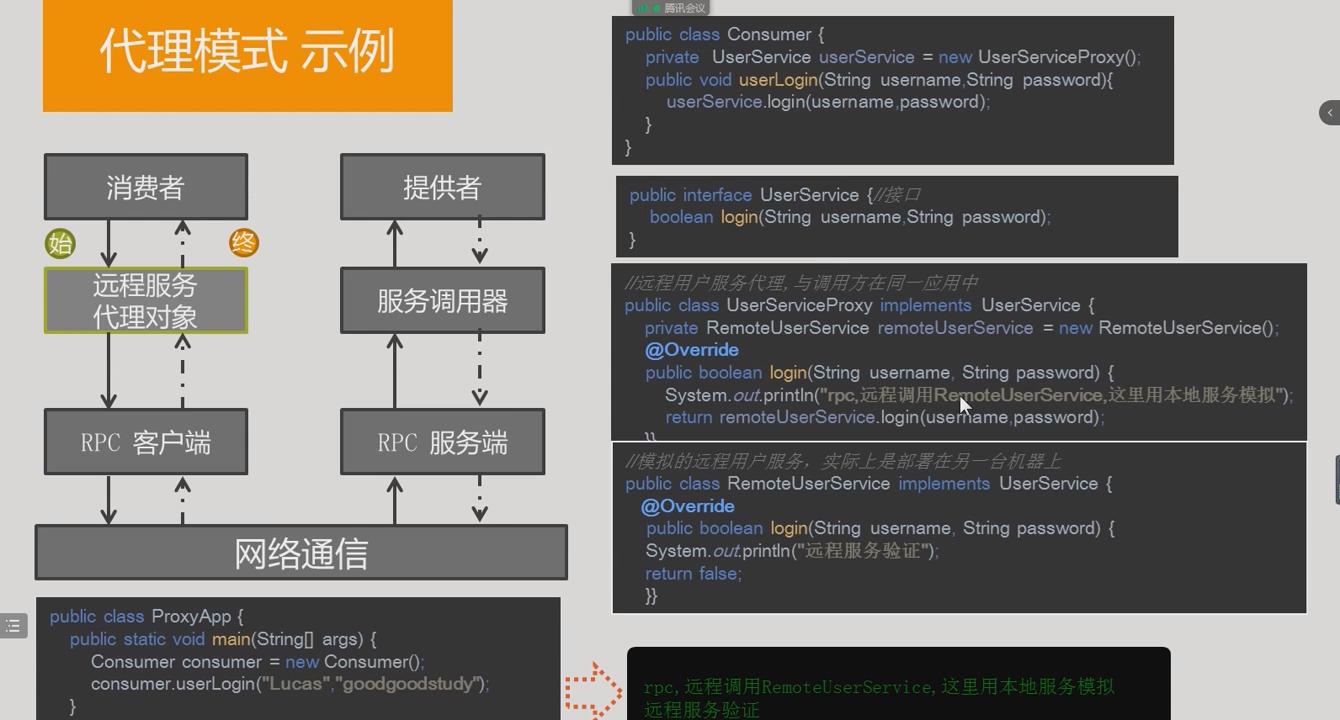 腾讯会议
代理模式 示例
消费者
提供者
始
终
远程服务
代理对象
服务调用器
RPC 客户端
RPC 服务端
网络通信
public class ProxyApp {
public static void main(String[] args) {
Consumer consumer = new Consumer();
consumer.userLogin("Lucas","goodgoodstudy");
}
public class Consumer {
private UserService userService = new UserServiceProxy();
public void userLogin(String username,String password){
userService.login(username,password);
}
}
public interface UserService {//接口
boolean login(String username,String password);
}
//远程用户服务代理,与调用方在同一应用中
public class UserServiceProxy implements UserService {
private RemoteUserService remoteUserService = new RemoteUserService();
@Override
public boolean login(String username, String password) {
System.out.println("rpc,远程调用RemoteUserService,这里用本地服务模拟");
return remoteUserService.login(username,password);
}}
//模拟的远程用户服务，实际上是部署在另一台机器上
public class RemoteUserService implements UserService {
@Override
public boolean login(String username, String password) {
System.out.println("远程服务验证");
return false;
}}
rpc,远程调用RemoteUserService,这里用本地服务模拟
远程服务验证